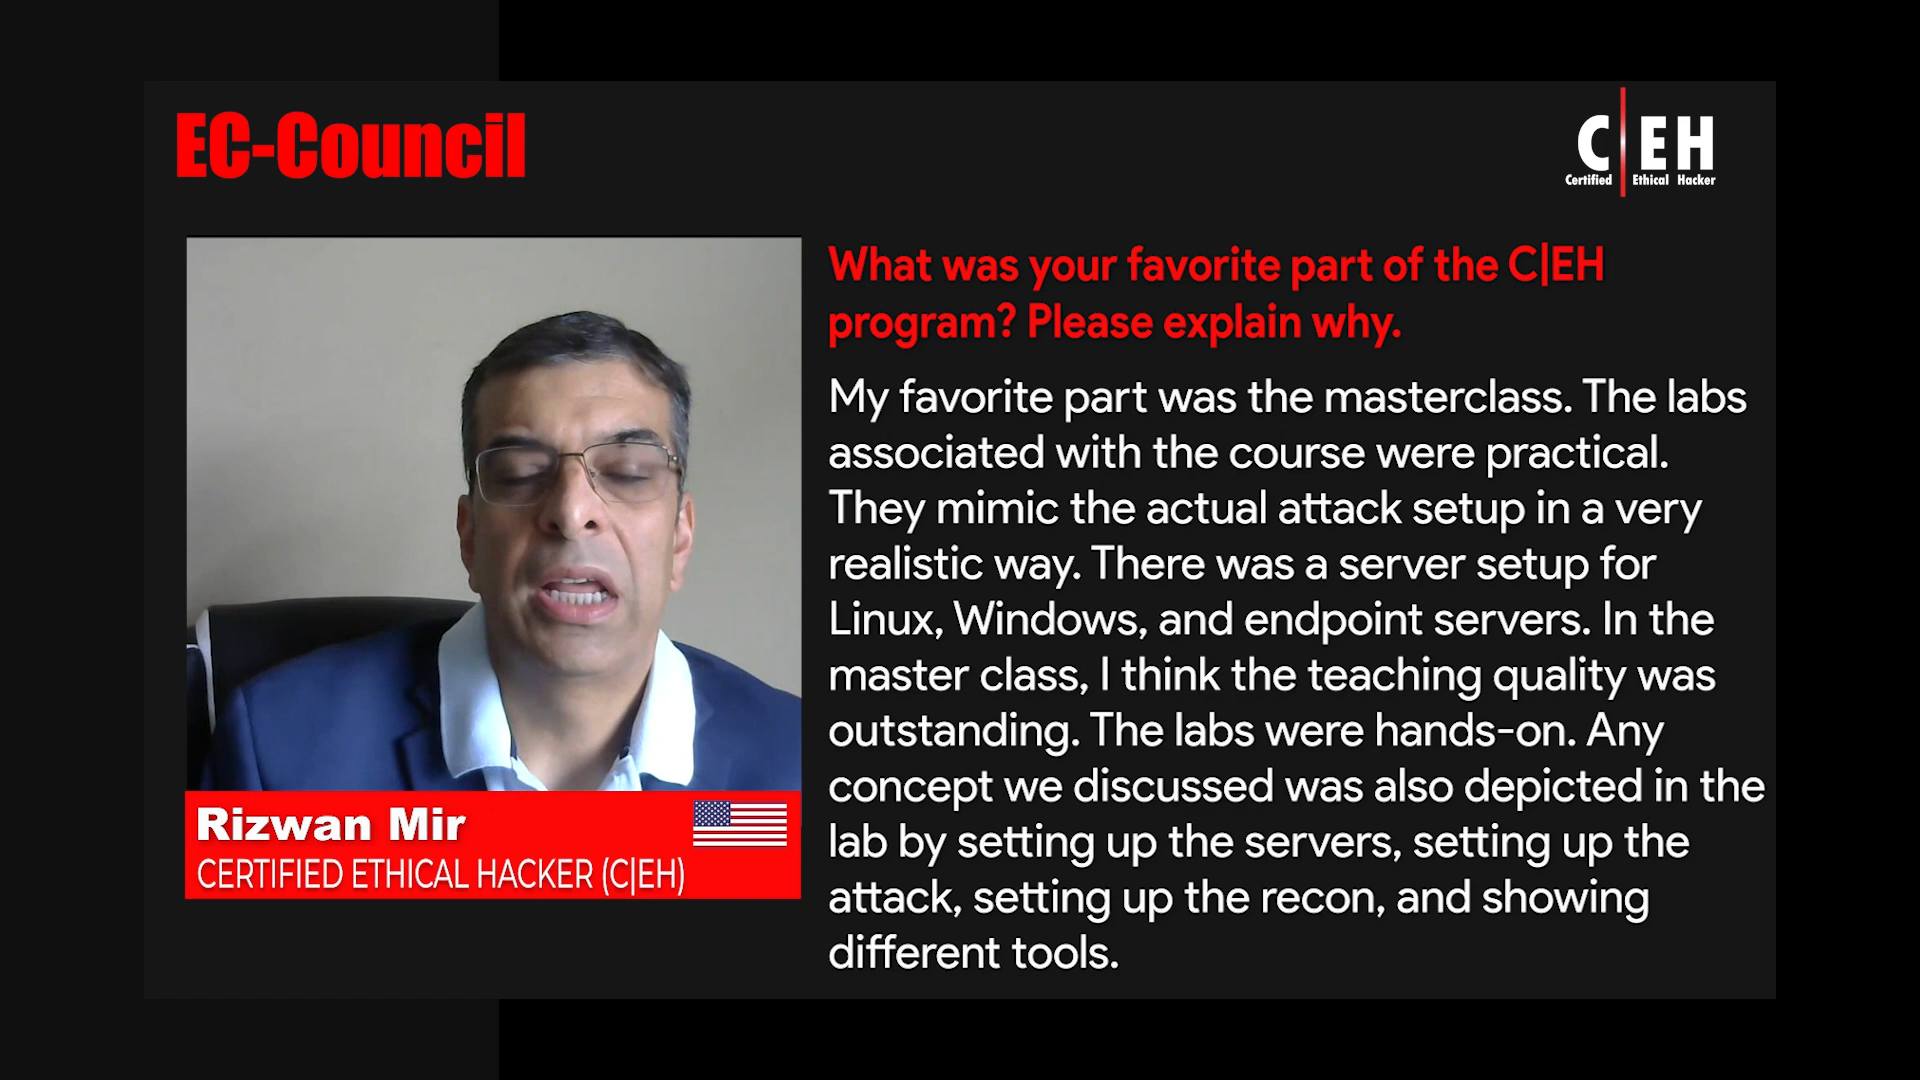 EC-Council
C|EH
Certified Ethical Hacker
What was your favorite part of the C|EH
program? Please explain why.
My favorite part was the masterclass. The labs
associated with the course were practical.
They mimic the actual attack setup in a very
realistic way. There was a server setup for
Linux, Windows, and endpoint servers. In the
master class, I think the teaching quality was
outstanding. The labs were hands-on. Any
concept we discussed was also depicted in the
lab by setting up the servers, setting up the
attack, setting up the recon, and showing
different tools.
Rizwan Mir
CERTIFIED ETHICAL HACKER (C|EH)